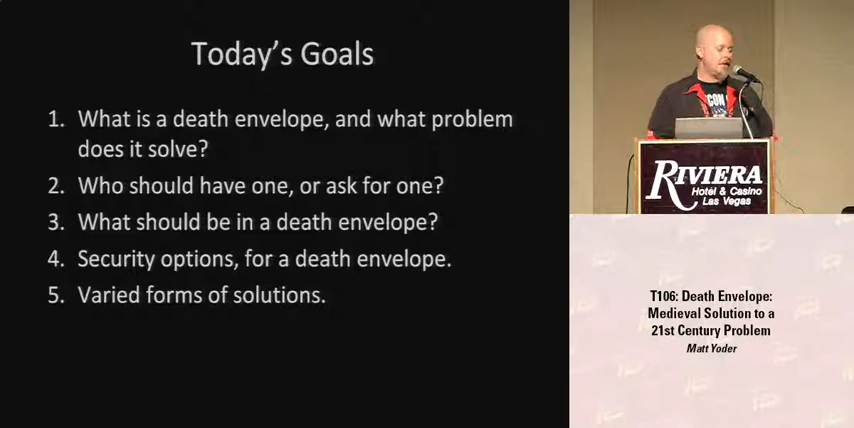 Today's Goals
1. What is a death envelope, and what problem
does it solve?
2. Who should have one, or ask for one?
3. What should be in a death envelope?
4. Security options, for a death envelope.
5. Varied forms of solutions.
CON
RIVIERA
Hotel & Casino
Las Vegas
T106: Death Envelope:
Medieval Solution to a
21st Century Problem
Matt Yoder